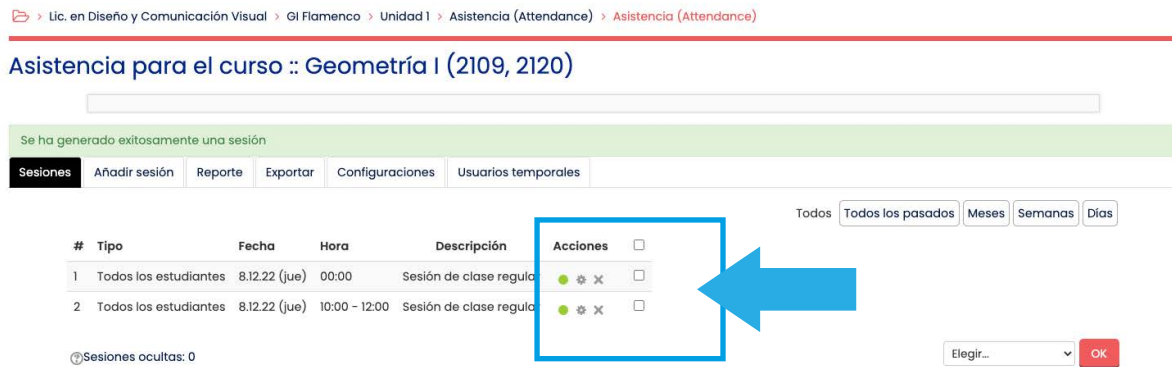 > Lic. en Diseño y Comunicación Visual > GI Flamenco > Unidad 1 > Asistencia (Attendance) > Asistencia (Attendance)
Asistencia para el curso :: Geometría I (2109, 2120)
Se ha generado exitosamente una sesión
Sesiones Añadir sesión Reporte Exportar Configuraciones Usuarios temporales
Todos Todos los pasados Meses Semanas Días
# Tipo Fecha Hora Descripción Acciones
1 Todos los estudiantes 8.12.22 (jue) 00:00 Sesión de clase regula
2 Todos los estudiantes 8.12.22 (jue) 10:00 - 12:00 Sesión de clase regula
Sesiones ocultas: 0
Elegir... OK